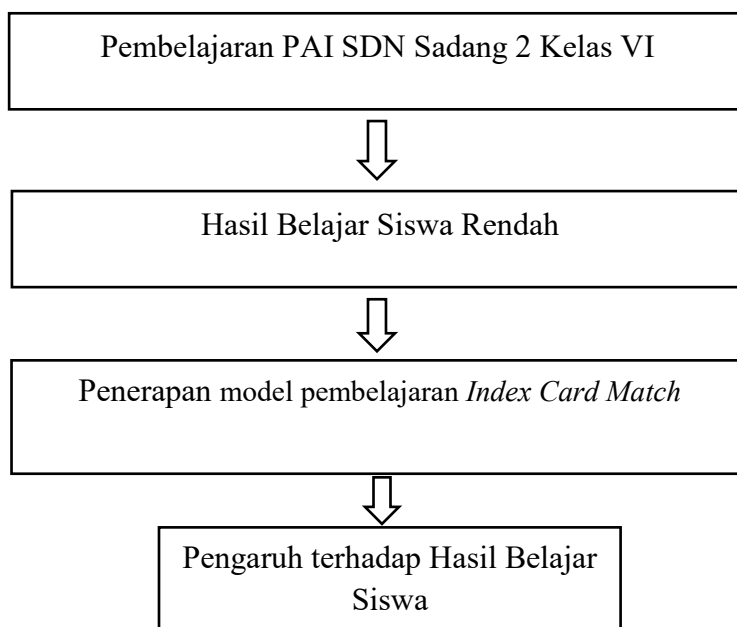 Pembelajaran PAI SDN Sadang 2 Kelas VI
Hasil Belajar Siswa Rendah
Penerapan model pembelajaran Index Card Match
Pengaruh terhadap Hasil Belajar
Siswa